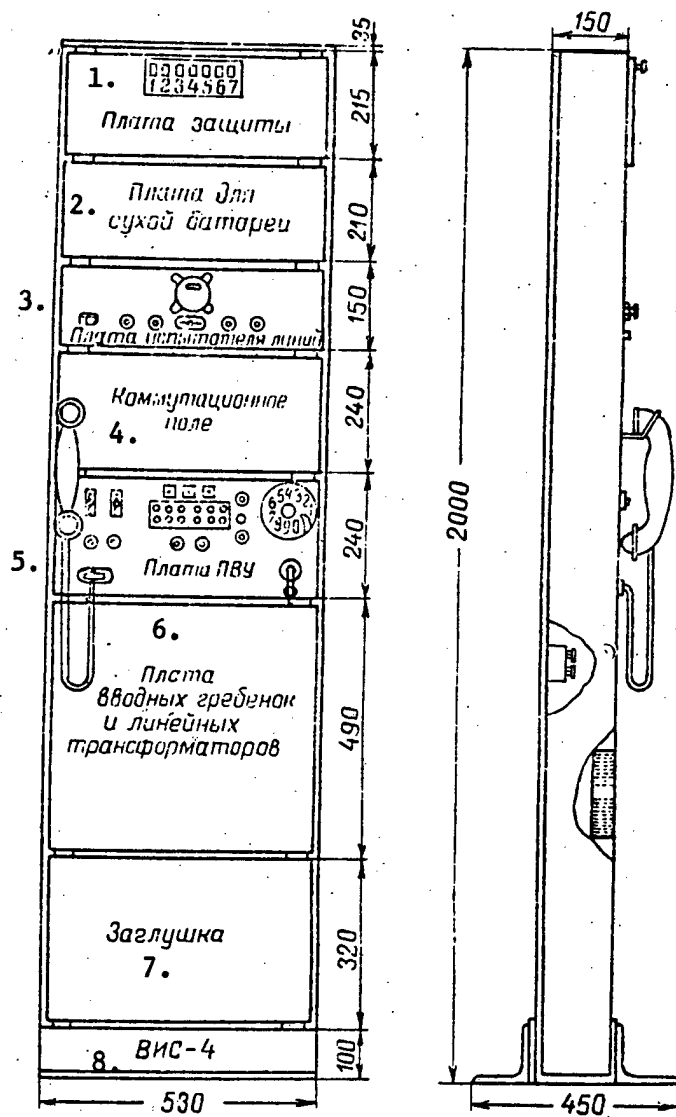 35
150
1.
0000000
1234567
Плата защиты
215
2.
Плата для
сухой батареи
210
3.
Плата испытателя линий
150
Коммутационное
поле
4.
240
2000
5.
Плата ПВУ
240
6.
Плата
вводных гребенок
и линейных
трансформаторов
490
Заглушка
7.
320
ВИС-4
8.
100
530
450